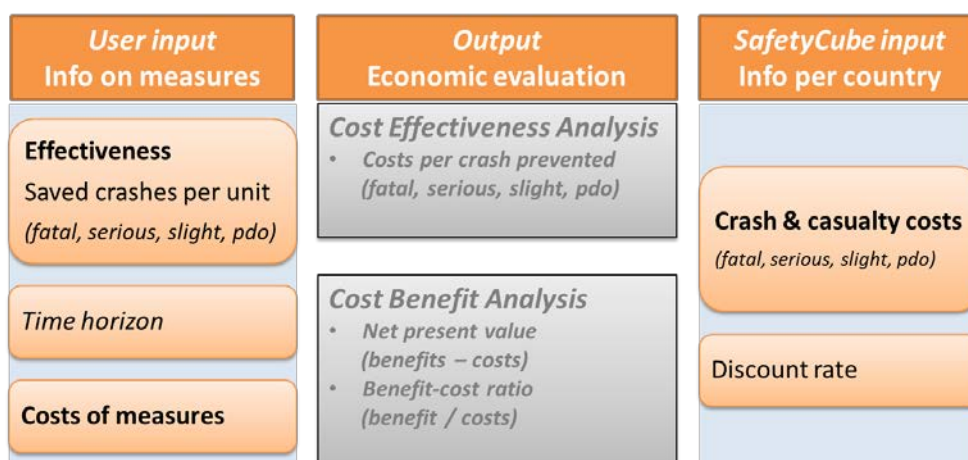 User input
Info on measures
Effectiveness
Saved crashes per unit
(fatal, serious, slight, pdo)
Time horizon
Costs of measures
Output
Economic evaluation
Cost Effectiveness Analysis
• Costs per crash prevented
(fatal, serious, slight, pdo)
Cost Benefit Analysis
• Net present value
(benefits – costs)
• Benefit-cost ratio
(benefit / costs)
SafetyCube input
Info per country
Crash & casualty costs
(fatal, serious, slight, pdo)
Discount rate